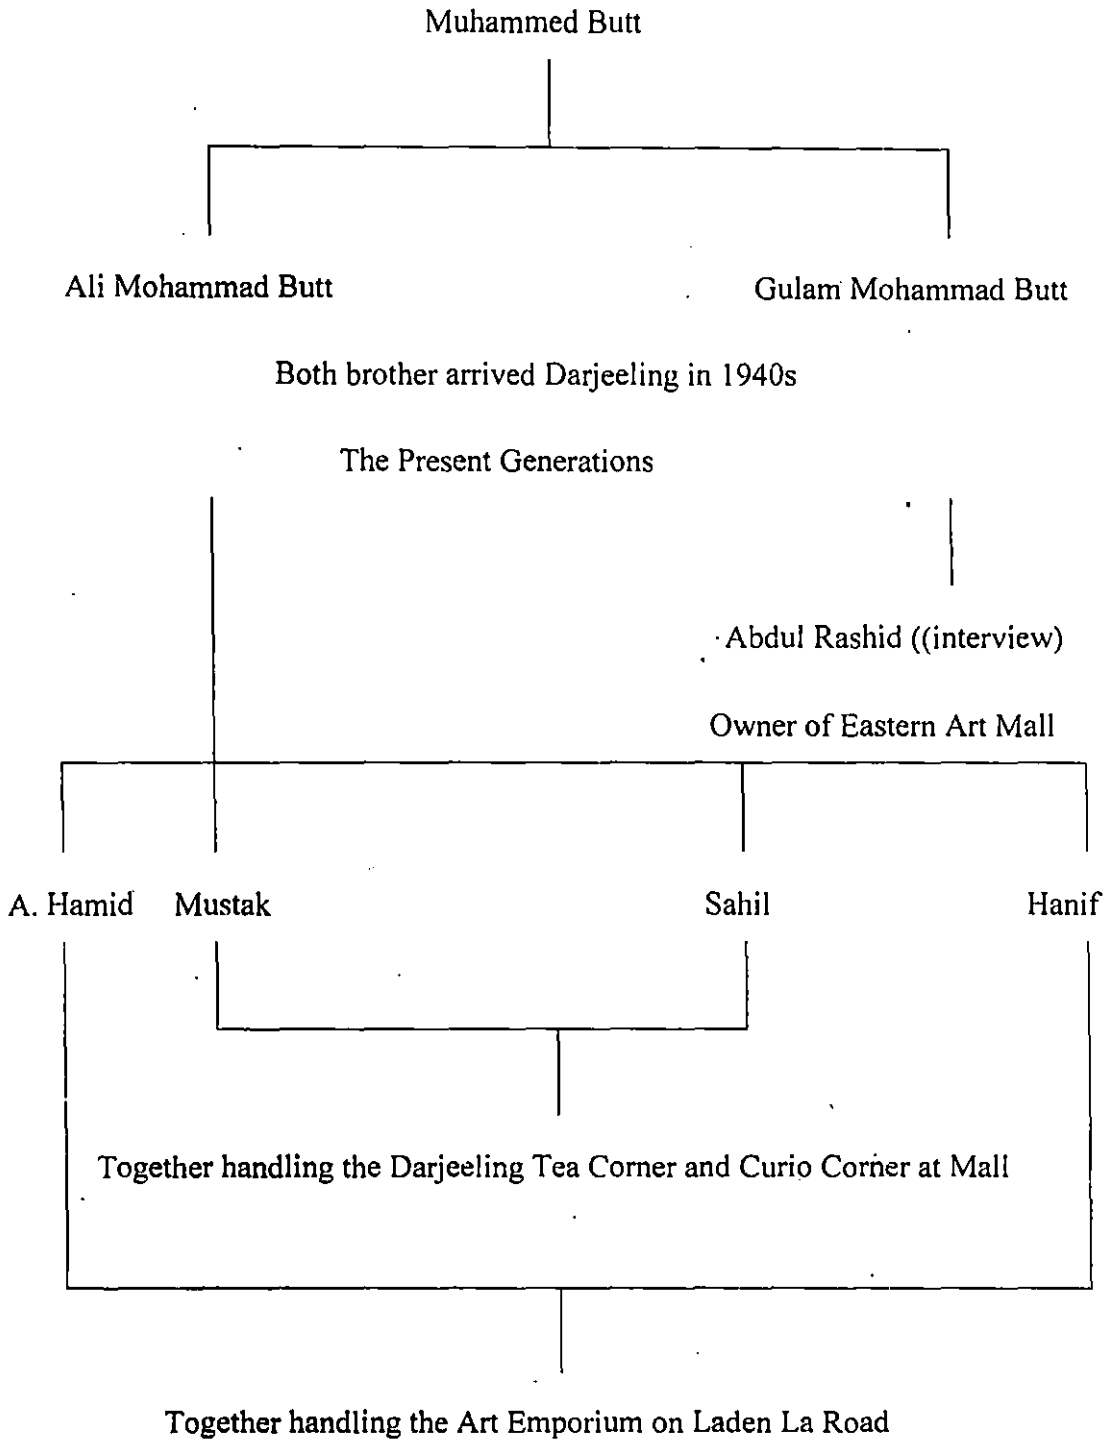 Muhammed Butt
Ali Mohammad Butt Gulam Mohammad Butt
Both brother arrived Darjeeling in 1940s
The Present Generations
Abdul Rashid ((interview)
Owner of Eastern Art Mall
A. Hamid Mustak Sahil Hanif
Together handling the Darjeeling Tea Corner and Curio Corner at Mall
Together handling the Art Emporium on Laden La Road